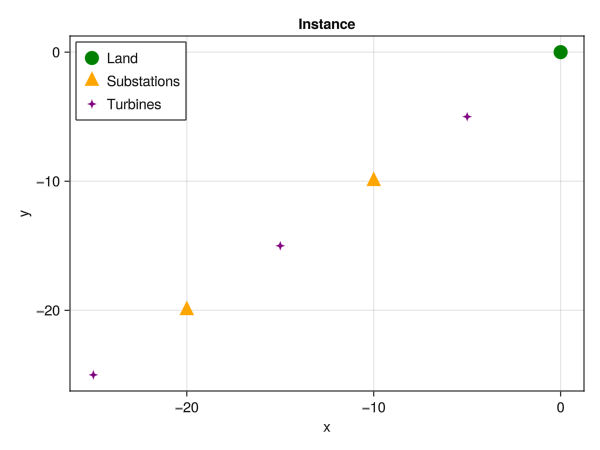 Instance
Land
Substations
Turbines
0
−10
−20
y
−20
−10
0
x